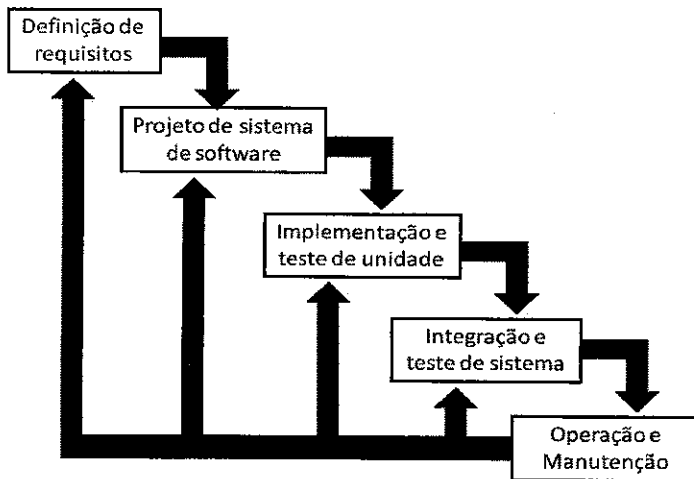 Definição de
requisitos
Projeto de sistema
de software
Implementação e
teste de unidade
Integração e
teste de sistema
Operação e
Manutenção